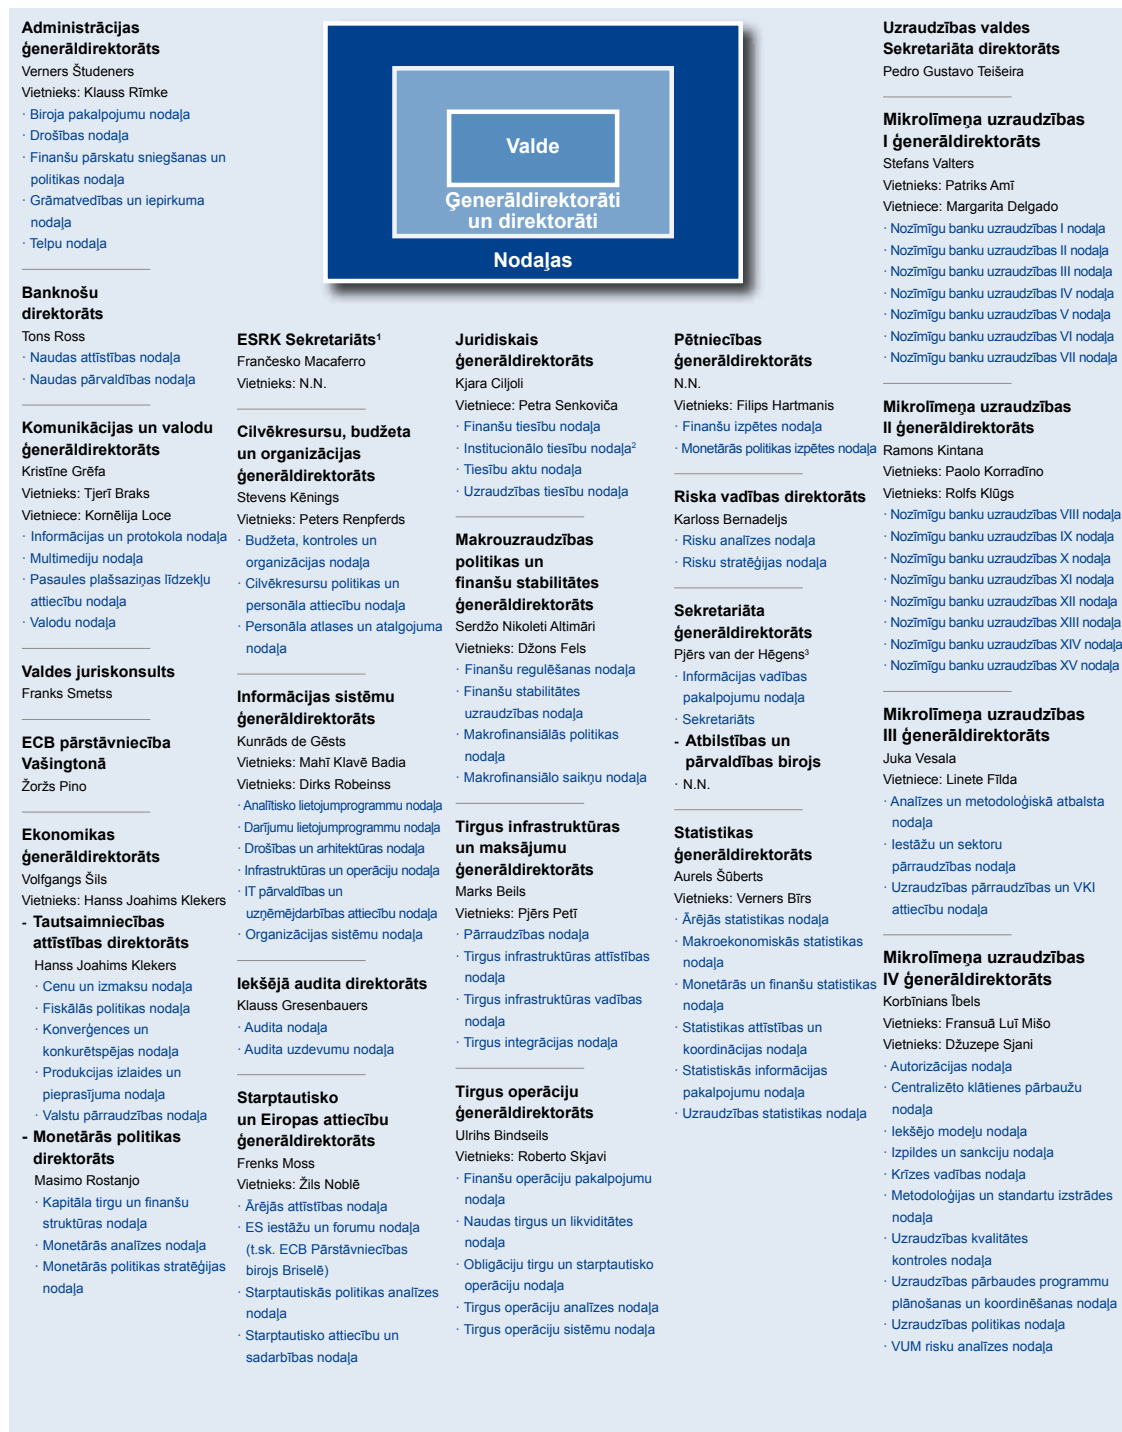 Administrācijas
ģenerāldirektorāts
Verners Študeners
Vietnieks: Klauss Rīmke
· Biroja pakalpojumu nodaļa
· Drošības nodaļa
· Finanšu pārskatu sniegšanas un
politikas nodaļa
· Grāmatvedības un iepirkuma
nodaļa
· Telpu nodaļa
Banknošu
direktorāts
Tons Ross
· Naudas attīstības nodaļa
· Naudas pārvaldības nodaļa
Komunikācijas un valodu
ģenerāldirektorāts
Kristīne Grēfa
Vietnieks: Tjerī Braks
Vietniece: Kornēlija Loce
· Informācijas un protokola nodaļa
· Multimediju nodaļa
· Pasaules plašsaziņas līdzekļu
attiecību nodaļa
· Valodu nodaļa
Valdes juriskonsults
Franks Smetss
ECB pārstāvniecība
Vašingtonā
Žoržs Pino
Ekonomikas
ģenerāldirektorāts
Volfgangs Šils
Vietnieks: Hanss Joahims Klekers
- Tautsaimniecības
attīstības direktorāts
Hanss Joahims Klekers
· Cenu un izmaksu nodaļa
· Fiskālās politikas nodaļa
· Konverģences un
konkurētspējas nodaļa
· Produkcijas izlaides un
pieprasījuma nodaļa
· Valstu pārraudzības nodaļa
- Monetārās politikas
direktorāts
Masimo Rostanjo
· Kapitāla tirgu un finanšu
struktūras nodaļa
· Monetārās analīzes nodaļa
· Monetārās politikas stratēģijas
nodaļa
Valde
Ģenerāldirektorāti
un direktorāti
Nodaļas
ESRK Sekretariāts¹
Frančesko Macaferro
Vietnieks: N.N.
Cilvēkresursu, budžeta
un organizācijas
ģenerāldirektorāts
Stevens Kēnings
Vietnieks: Peters Renpferds
· Budžeta, kontroles un
organizācijas nodaļa
· Cilvēkresursu politikas un
personāla attiecību nodaļa
· Personāla atlases un atalgojuma
nodaļa
Informācijas sistēmu
ģenerāldirektorāts
Kunrāds de Gēsts
Vietnieks: Mahī Klavē Badia
Vietnieks: Dirks Robeinss
· Analītisko lietojumprogrammu nodaļa
· Darījumu lietojumprogrammu nodaļa
· Drošības un arhitektūras nodaļa
· Infrastruktūras un operāciju nodaļa
· IT pārvaldības un
uzņēmējdarbības attiecību nodaļa
· Organizācijas sistēmu nodaļa
Iekšējā audita direktorāts
Klauss Gresenbauers
· Audita nodaļa
· Audita uzdevumu nodaļa
Starptautisko
un Eiropas attiecību
ģenerāldirektorāts
Frenks Moss
Vietnieks: Žils Noblē
· Ārējās attīstības nodaļa
· ES iestāžu un forumu nodaļa
(t.sk. ECB Pārstāvniecības
birojs Briselē)
· Starptautiskās politikas analīzes
nodaļa
· Starptautisko attiecību un
sadarbības nodaļa
Juridiskais
ģenerāldirektorāts
Kjara Ciljoli
Vietniece: Petra Senkoviča
· Finanšu tiesību nodaļa
· Institucionālo tiesību nodaļa²
· Tiesību aktu nodaļa
· Uzraudzības tiesību nodaļa
Makrouzraudzības
politikas un
finanšu stabilitātes
ģenerāldirektorāts
Serdžo Nikoleti Altimāri
Vietnieks: Džons Fels
· Finanšu regulēšanas nodaļa
· Finanšu stabilitātes
uzraudzības nodaļa
· Makrofinansiālās politikas
nodaļa
· Makrofinansiālo saikņu nodaļa
Tirgus infrastruktūras
un maksājumu
ģenerāldirektorāts
Marks Beils
Vietnieks: Pjērs Petī
· Pārraudzības nodaļa
· Tirgus infrastruktūras attīstības
nodaļa
· Tirgus infrastruktūras vadības
nodaļa
· Tirgus integrācijas nodaļa
Tirgus operāciju
ģenerāldirektorāts
Ulrihs Bindseils
Vietnieks: Roberto Skjavi
· Finanšu operāciju pakalpojumu
nodaļa
· Naudas tirgus un likviditātes
nodaļa
· Obligāciju tirgu un starptautisko
operāciju nodaļa
· Tirgus operāciju analīzes nodaļa
· Tirgus operāciju sistēmu nodaļa
Pētniecības
ģenerāldirektorāts
N.N.
Vietnieks: Filips Hartmanis
· Finanšu izpētes nodaļa
· Monetārās politikas izpētes nodaļa
Riska vadības direktorāts
Karloss Bernadeljs
· Risku analīzes nodaļa
· Risku stratēģijas nodaļa
Sekretariāta
ģenerāldirektorāts
Pjērs van der Hēgens³
· Informācijas vadības
pakalpojumu nodaļa
· Sekretariāts
- Atbilstības un
pārvaldības birojs
· N.N.
Statistikas
ģenerāldirektorāts
Aurels Šūberts
Vietnieks: Verners Bīrs
· Ārējās statistikas nodaļa
· Makroekonomiskās statistikas
nodaļa
· Monetārās un finanšu statistikas
nodaļa
· Statistikas attīstības un
koordinācijas nodaļa
· Statistiskās informācijas
pakalpojumu nodaļa
· Uzraudzības statistikas nodaļa
Uzraudzības valdes
Sekretariāta direktorāts
Pedro Gustavo Teišeira
Mikrolīmeņa uzraudzības
I ģenerāldirektorāts
Stefans Valters
Vietnieks: Patriks Amī
Vietniece: Margarita Delgado
· Nozīmīgu banku uzraudzības I nodaļa
· Nozīmīgu banku uzraudzības II nodaļa
· Nozīmīgu banku uzraudzības III nodaļa
· Nozīmīgu banku uzraudzības IV nodaļa
· Nozīmīgu banku uzraudzības V nodaļa
· Nozīmīgu banku uzraudzības VI nodaļa
· Nozīmīgu banku uzraudzības VII nodaļa
Mikrolīmeņa uzraudzības
II ģenerāldirektorāts
Ramons Kintana
Vietnieks: Paolo Korradīno
Vietnieks: Rolfs Klūgs
· Nozīmīgu banku uzraudzības VIII nodaļa
· Nozīmīgu banku uzraudzības IX nodaļa
· Nozīmīgu banku uzraudzības X nodaļa
· Nozīmīgu banku uzraudzības XI nodaļa
· Nozīmīgu banku uzraudzības XII nodaļa
· Nozīmīgu banku uzraudzības XIII nodaļa
· Nozīmīgu banku uzraudzības XIV nodaļa
· Nozīmīgu banku uzraudzības XV nodaļa
Mikrolīmeņa uzraudzības
III ģenerāldirektorāts
Juka Vesala
Vietniece: Linete Fīlda
· Analīzes un metodoloģiskā atbalsta
nodaļa
· Iestāžu un sektoru
pārraudzības nodaļa
· Uzraudzības pārraudzības un VKI
attiecību nodaļa
Mikrolīmeņa uzraudzības
IV ģenerāldirektorāts
Korbīnians Ībels
Vietnieks: Fransuā Luī Mišo
Vietnieks: Džuzepe Sjani
· Autorizācijas nodaļa
· Centralizēto klātienes pārbaužu
nodaļa
· Iekšējo modeļu nodaļa
· Izpildes un sankciju nodaļa
· Krīzes vadības nodaļa
· Metodoloģijas un standartu izstrādes
nodaļa
· Uzraudzības kvalitātes
kontroles nodaļa
· Uzraudzības pārbaudes programmu
plānošanas un koordinēšanas nodaļa
· Uzraudzības politikas nodaļa
· VUM risku analīzes nodaļa